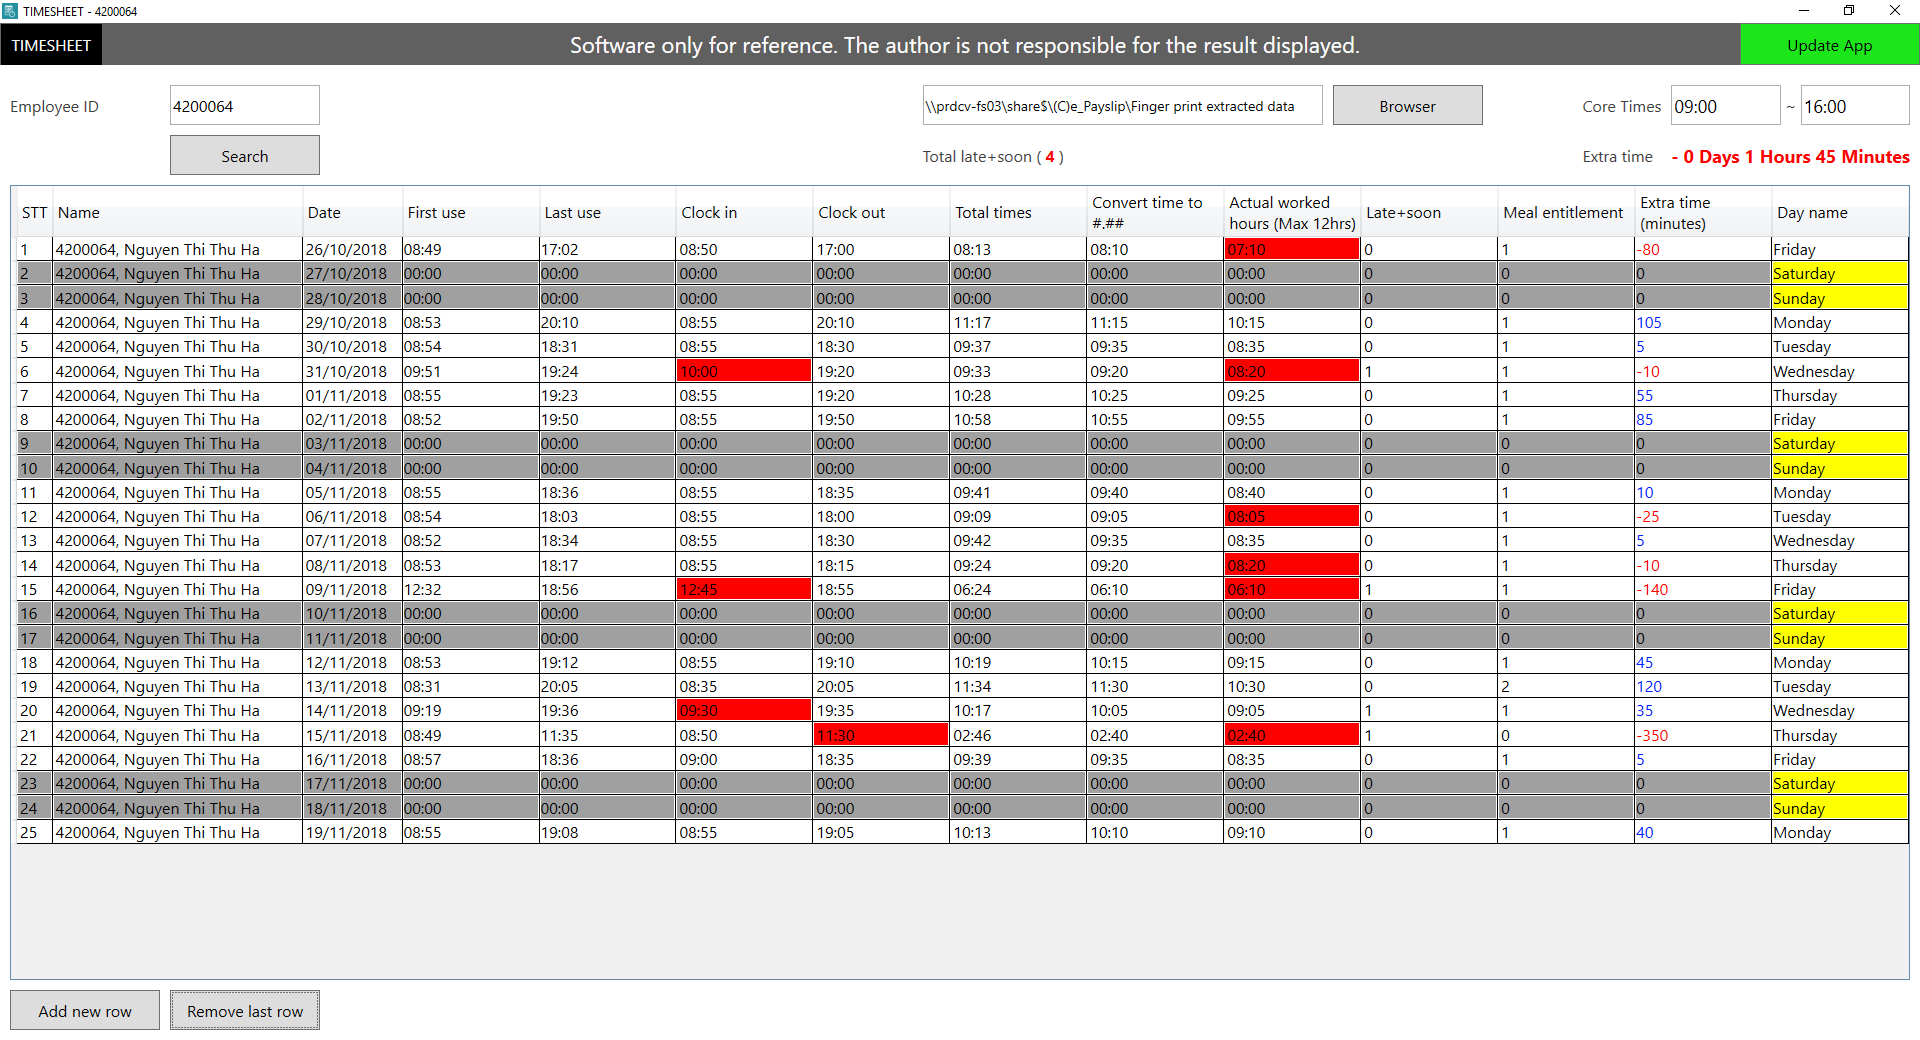 TIMESHEET - 4200064
TIMESHEET Software only for reference. The author is not responsible for the result displayed. Update App
Employee ID 4200064 \\prdcv-fs03\share$\(C)e_Payslip\Finger print extracted data Browser Core Times 09:00 ~ 16:00
Search Total late+soon ( 4 ) Extra time - 0 Days 1 Hours 45 Minutes
STT Name Date First use Last use Clock in Clock out Total times Convert time to #.## Actual worked hours (Max 12hrs) Late+soon Meal entitlement Extra time (minutes) Day name
1 4200064, Nguyen Thi Thu Ha 26/10/2018 08:49 17:02 08:50 17:00 08:13 08:10 07:10 0 1 -80 Friday
2 4200064, Nguyen Thi Thu Ha 27/10/2018 00:00 00:00 00:00 00:00 00:00 00:00 00:00 0 0 0 Saturday
3 4200064, Nguyen Thi Thu Ha 28/10/2018 00:00 00:00 00:00 00:00 00:00 00:00 00:00 0 0 0 Sunday
4 4200064, Nguyen Thi Thu Ha 29/10/2018 08:53 20:10 08:55 20:10 11:17 11:15 10:15 0 1 105 Monday
5 4200064, Nguyen Thi Thu Ha 30/10/2018 08:54 18:31 08:55 18:30 09:37 09:35 08:35 0 1 5 Tuesday
6 4200064, Nguyen Thi Thu Ha 31/10/2018 09:51 19:24 10:00 19:20 09:33 09:20 08:20 1 1 -10 Wednesday
7 4200064, Nguyen Thi Thu Ha 01/11/2018 08:55 19:23 08:55 19:20 10:28 10:25 09:25 0 1 55 Thursday
8 4200064, Nguyen Thi Thu Ha 02/11/2018 08:52 19:50 08:55 19:50 10:58 10:55 09:55 0 1 85 Friday
9 4200064, Nguyen Thi Thu Ha 03/11/2018 00:00 00:00 00:00 00:00 00:00 00:00 00:00 0 0 0 Saturday
10 4200064, Nguyen Thi Thu Ha 04/11/2018 00:00 00:00 00:00 00:00 00:00 00:00 00:00 0 0 0 Sunday
11 4200064, Nguyen Thi Thu Ha 05/11/2018 08:55 18:36 08:55 18:35 09:41 09:40 08:40 0 1 10 Monday
12 4200064, Nguyen Thi Thu Ha 06/11/2018 08:54 18:03 08:55 18:00 09:09 09:05 08:05 0 1 -25 Tuesday
13 4200064, Nguyen Thi Thu Ha 07/11/2018 08:52 18:34 08:55 18:30 09:42 09:35 08:35 0 1 5 Wednesday
14 4200064, Nguyen Thi Thu Ha 08/11/2018 08:53 18:17 08:55 18:15 09:24 09:20 08:20 0 1 -10 Thursday
15 4200064, Nguyen Thi Thu Ha 09/11/2018 12:32 18:56 12:45 18:55 06:24 06:10 06:10 1 1 -140 Friday
16 4200064, Nguyen Thi Thu Ha 10/11/2018 00:00 00:00 00:00 00:00 00:00 00:00 00:00 0 0 0 Saturday
17 4200064, Nguyen Thi Thu Ha 11/11/2018 00:00 00:00 00:00 00:00 00:00 00:00 00:00 0 0 0 Sunday
18 4200064, Nguyen Thi Thu Ha 12/11/2018 08:53 19:12 08:55 19:10 10:19 10:15 09:15 0 1 45 Monday
19 4200064, Nguyen Thi Thu Ha 13/11/2018 08:31 20:05 08:35 20:05 11:34 11:30 10:30 0 2 120 Tuesday
20 4200064, Nguyen Thi Thu Ha 14/11/2018 09:19 19:36 09:30 19:35 10:17 10:05 09:05 1 1 35 Wednesday
21 4200064, Nguyen Thi Thu Ha 15/11/2018 08:49 11:35 08:50 11:30 02:46 02:40 02:40 1 0 -350 Thursday
22 4200064, Nguyen Thi Thu Ha 16/11/2018 08:57 18:36 09:00 18:35 09:39 09:35 08:35 0 1 5 Friday
23 4200064, Nguyen Thi Thu Ha 17/11/2018 00:00 00:00 00:00 00:00 00:00 00:00 00:00 0 0 0 Saturday
24 4200064, Nguyen Thi Thu Ha 18/11/2018 00:00 00:00 00:00 00:00 00:00 00:00 00:00 0 0 0 Sunday
25 4200064, Nguyen Thi Thu Ha 19/11/2018 08:55 19:08 08:55 19:05 10:13 10:10 09:10 0 1 40 Monday
Add new row Remove last row